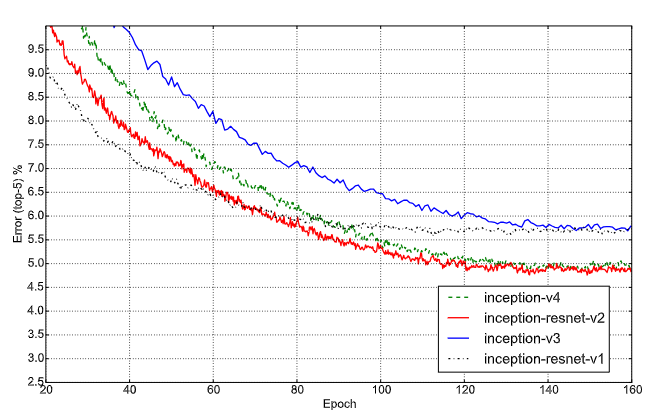 Error (top-5) %
9.5
9.0
8.5
8.0
7.5
7.0
6.5
6.0
5.5
5.0
4.5
4.0
3.5
3.0
2.5
inception-v4
inception-resnet-v2
inception-v3
inception-resnet-v1
20 40 60 80 100 120 140 160
Epoch